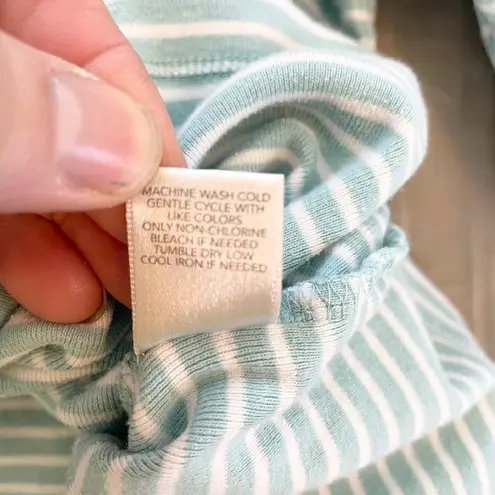 MACHINE WASH COLD
GENTLE CYCLE WITH
LIKE COLORS
ONLY NON-CHLORINE
BLEACH IF NEEDED
TUMBLE DRY LOW
COOL IRON IF NEEDED